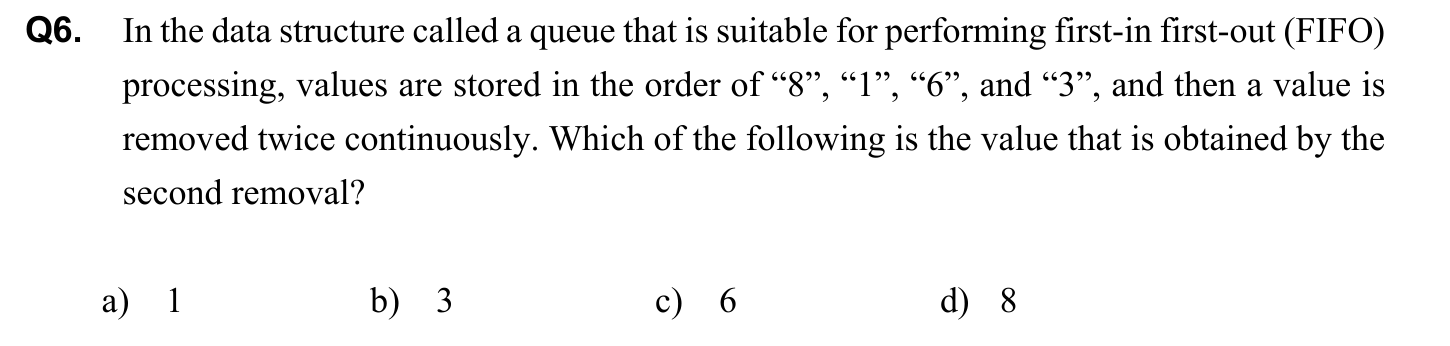 Q6. In the data structure called a queue that is suitable for performing first-in first-out (FIFO)
processing, values are stored in the order of “8”, “1”, “6”, and “3”, and then a value is
removed twice continuously. Which of the following is the value that is obtained by the
second removal?
a) 1 b) 3 c) 6 d) 8